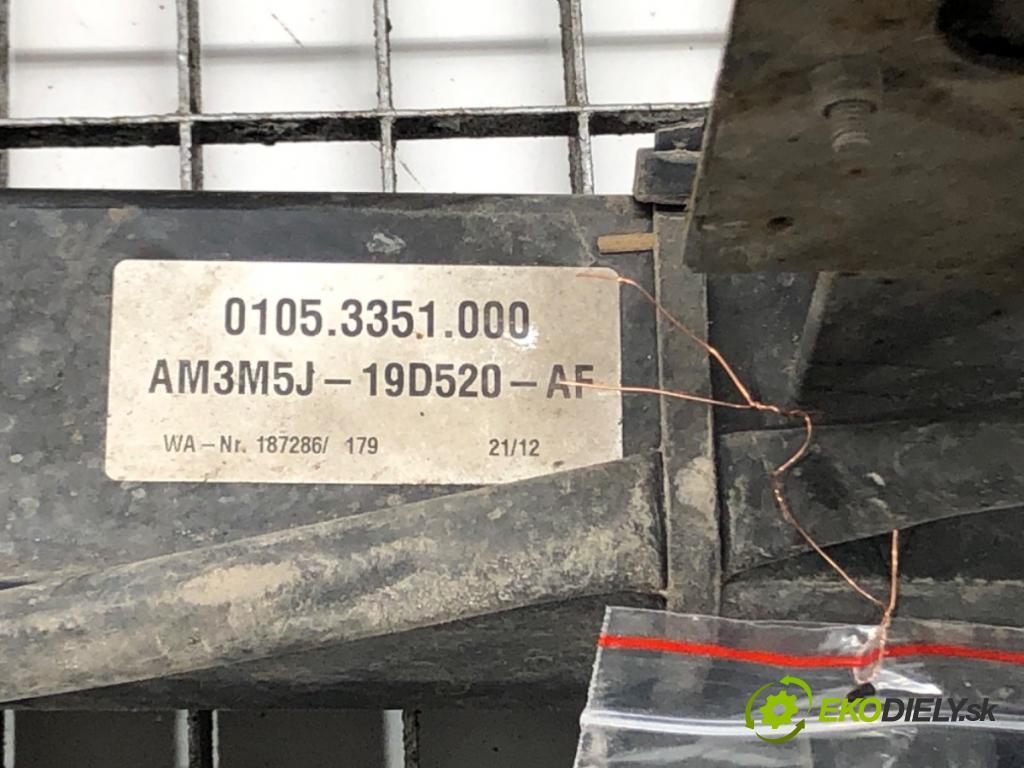 0105.3351.000
AM3M5J-19D520-AF
WA-Nr. 187286/ 179 21/12
EKODIELY.sk